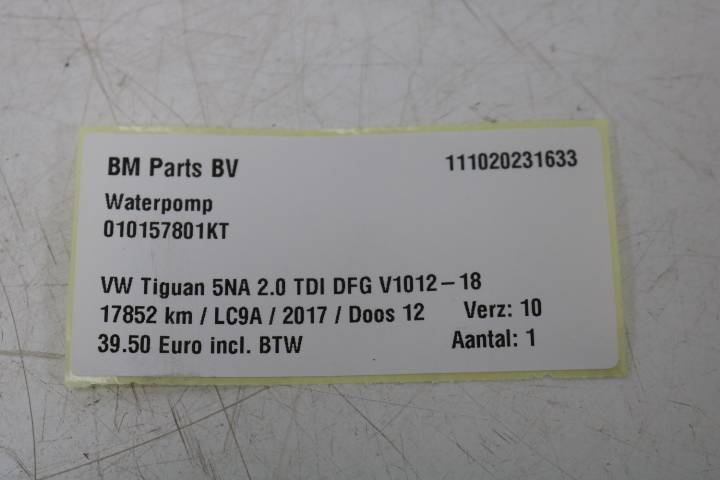 BM Parts BV 111020231633
Waterpomp
010157801KT
VW Tiguan 5NA 2.0 TDI DFG V1012-18
17852 km / LC9A / 2017 / Doos 12 Verz: 10
39.50 Euro incl. BTW Aantal: 1